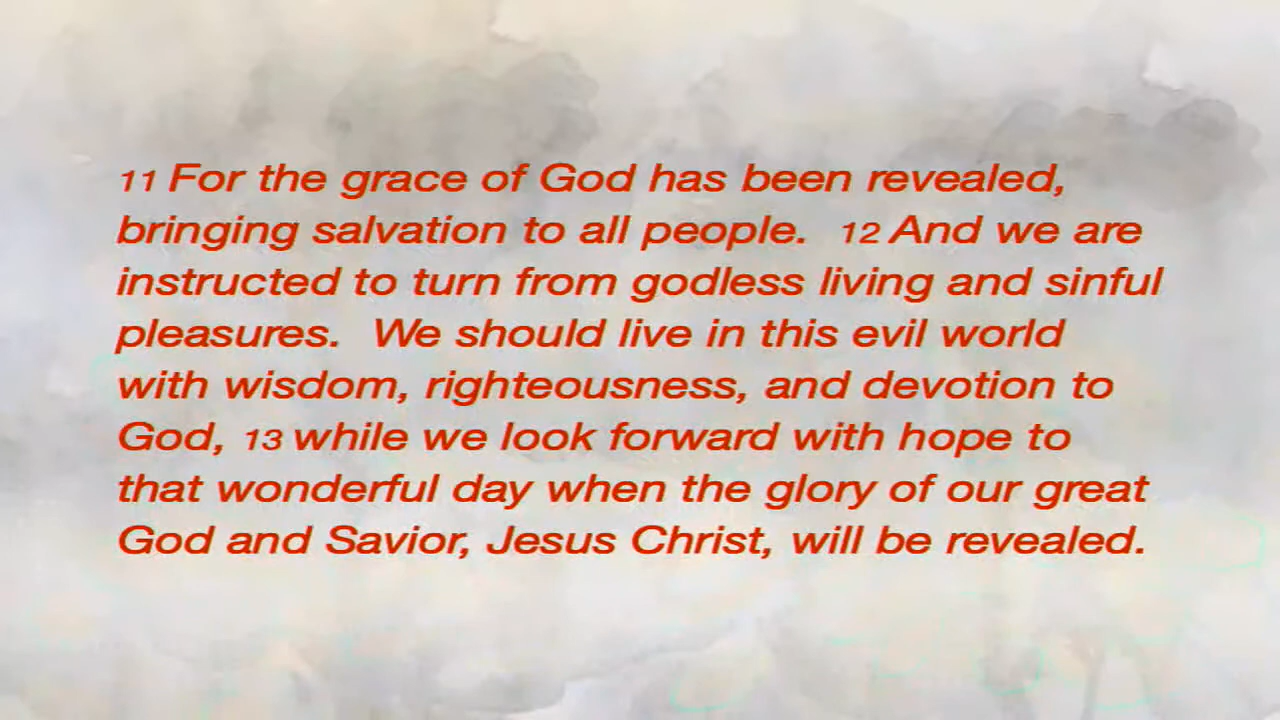 11 For the grace of God has been revealed,
bringing salvation to all people. 12 And we are
instructed to turn from godless living and sinful
pleasures. We should live in this evil world
with wisdom, righteousness, and devotion to
God, 13 while we look forward with hope to
that wonderful day when the glory of our great
God and Savior, Jesus Christ, will be revealed.